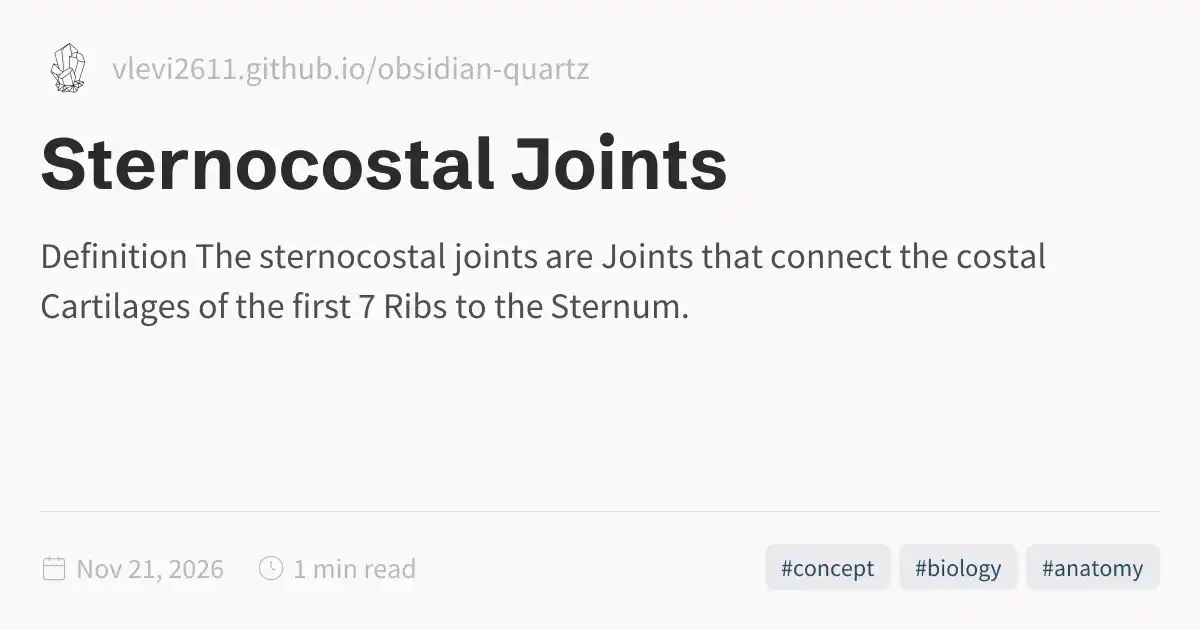 vlevi2611.github.io/obsidian-quartz
Sternocostal Joints
Definition The sternocostal joints are Joints that connect the costal
Cartilages of the first 7 Ribs to the Sternum.
Nov 21, 2026 1 min read #concept #biology #anatomy